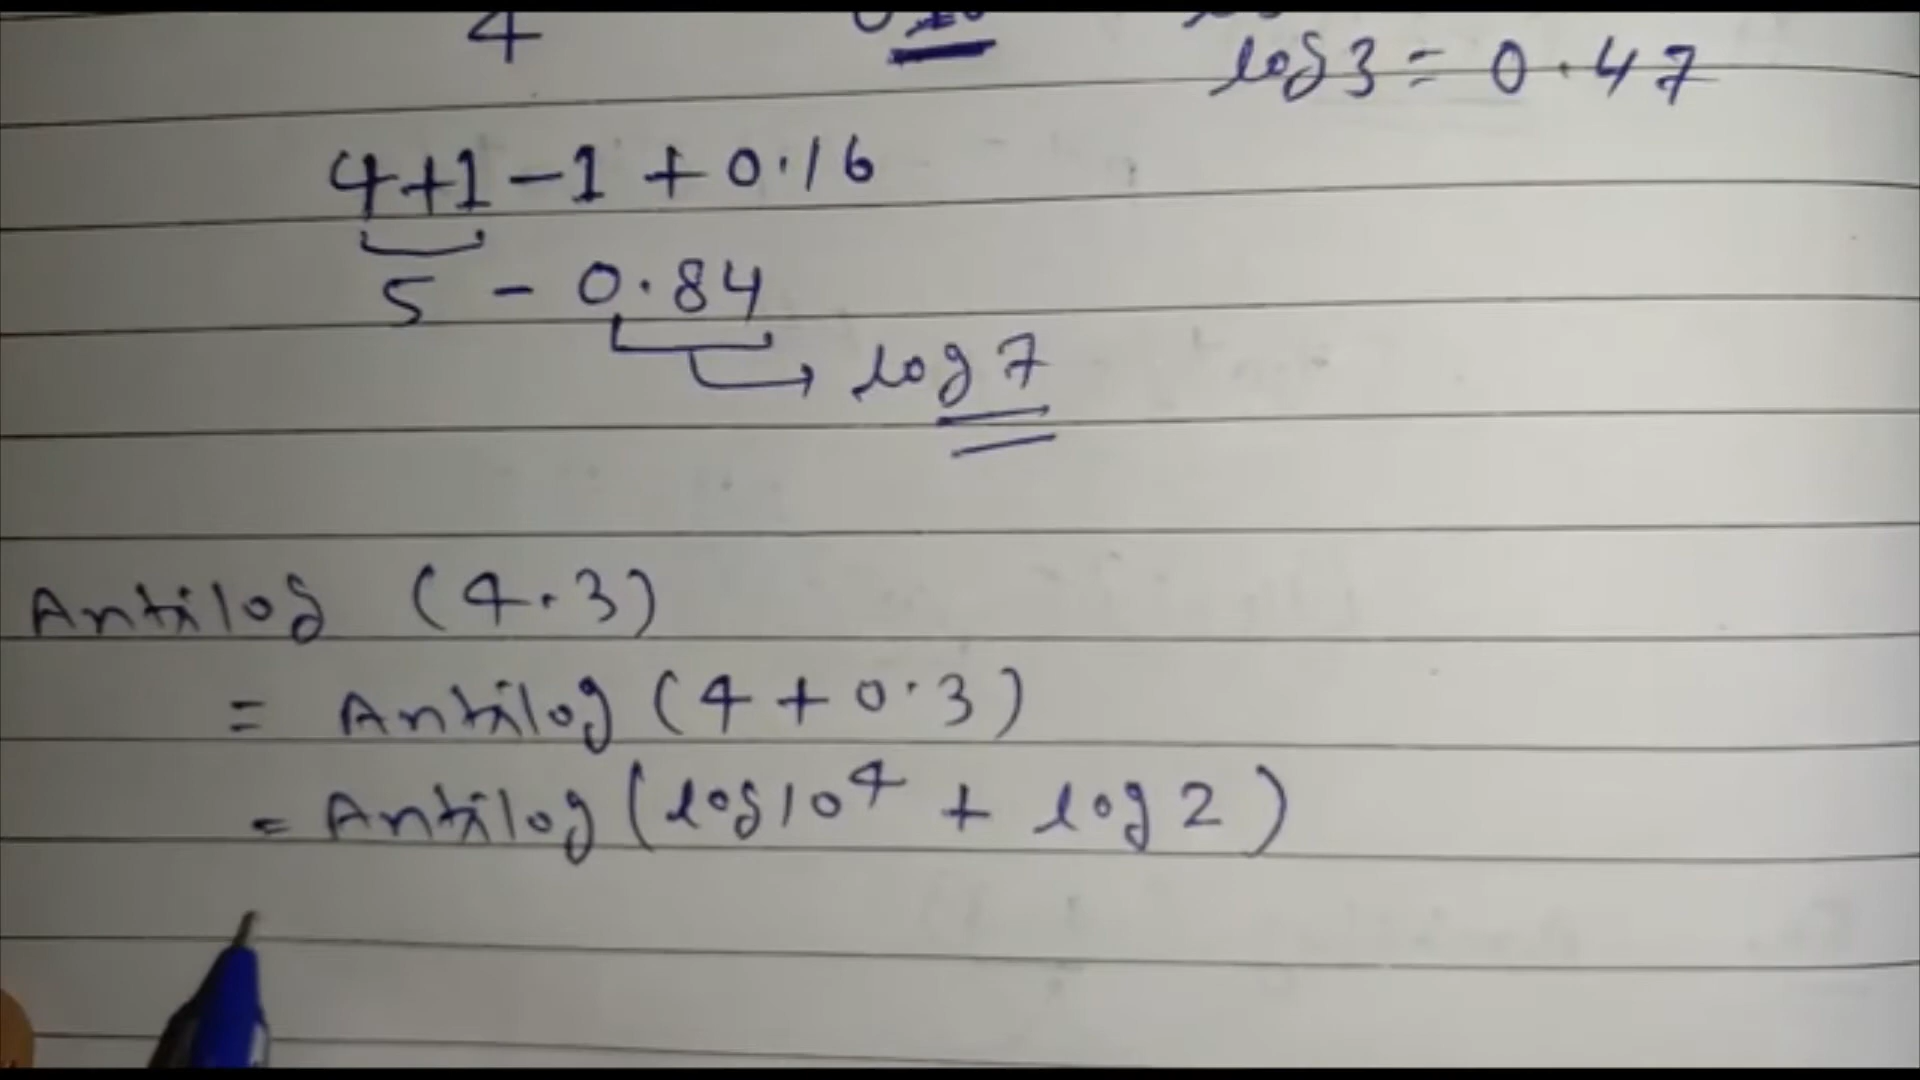 4
log 3 = 0.47
4+1-1 + 0.16
5 - 0.84
log 7
Antilog (4.3)
= Antilog (4 + 0.3)
= Antilog (log 10⁴ + log 2)